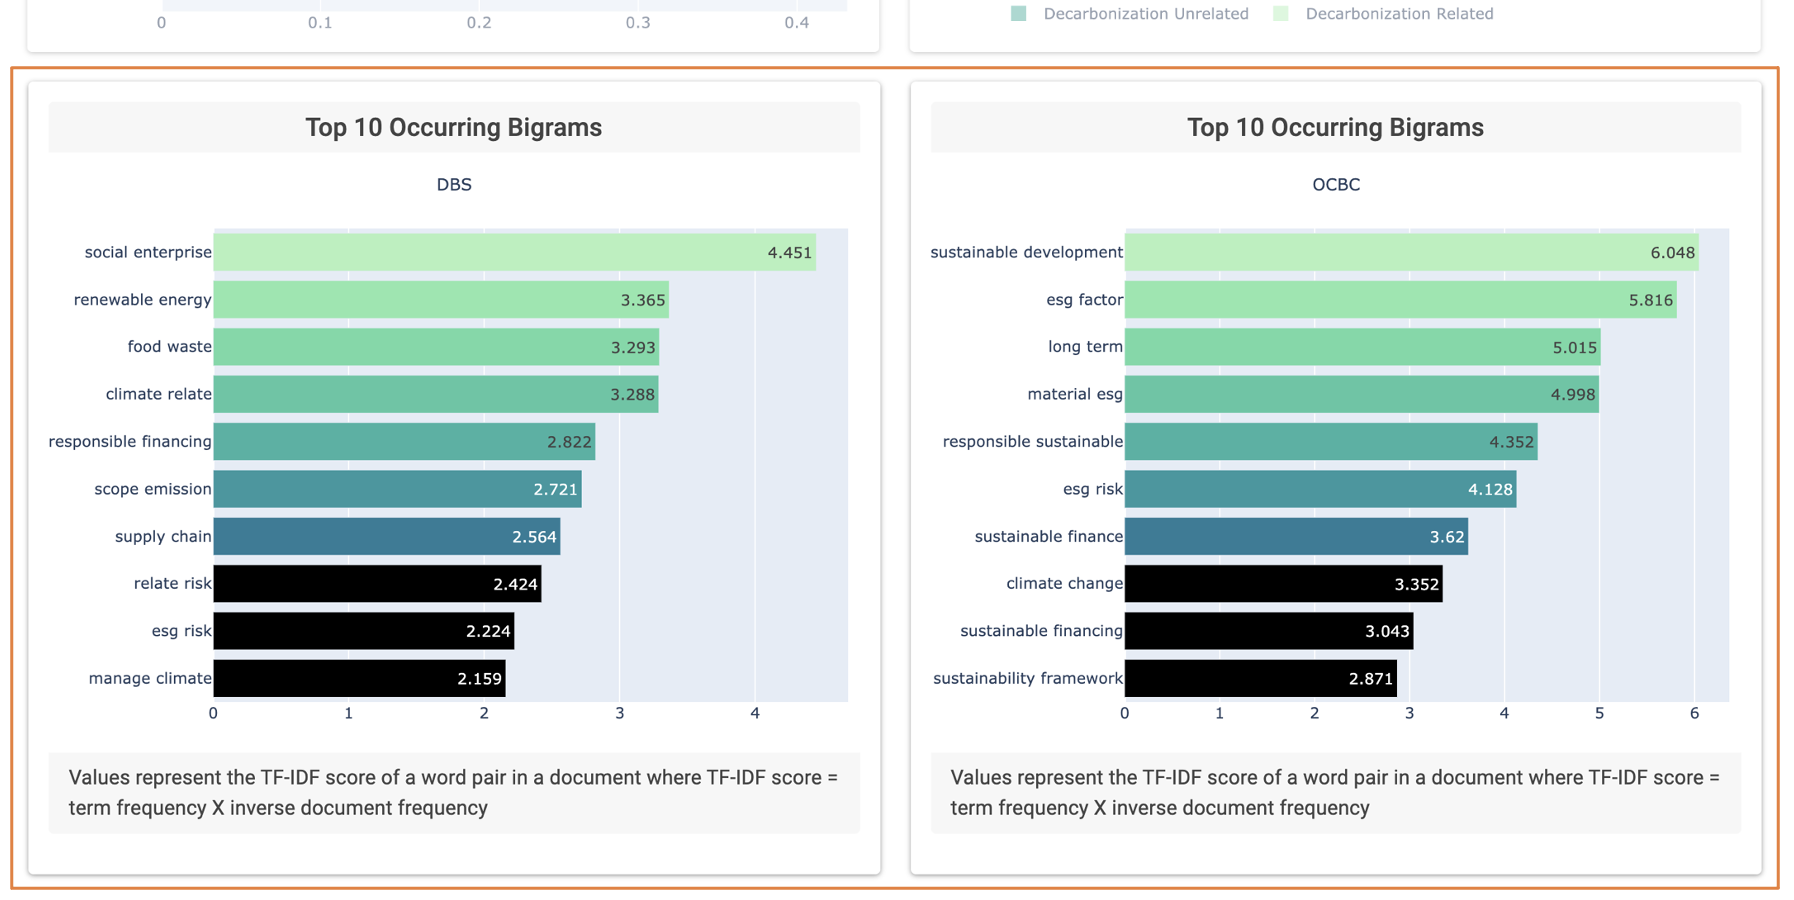 0 0.1 0.2 0.3 0.4
Decarbonization Unrelated Decarbonization Related
Top 10 Occurring Bigrams
DBS
social enterprise 4.451
renewable energy 3.365
food waste 3.293
climate relate 3.288
responsible financing 2.822
scope emission 2.721
supply chain 2.564
relate risk 2.424
esg risk 2.224
manage climate 2.159
0 1 2 3 4
Values represent the TF-IDF score of a word pair in a document where TF-IDF score =
term frequency X inverse document frequency
Top 10 Occurring Bigrams
OCBC
sustainable development 6.048
esg factor 5.816
long term 5.015
material esg 4.998
responsible sustainable 4.352
esg risk 4.128
sustainable finance 3.62
climate change 3.352
sustainable financing 3.043
sustainability framework 2.871
0 1 2 3 4 5 6
Values represent the TF-IDF score of a word pair in a document where TF-IDF score =
term frequency X inverse document frequency